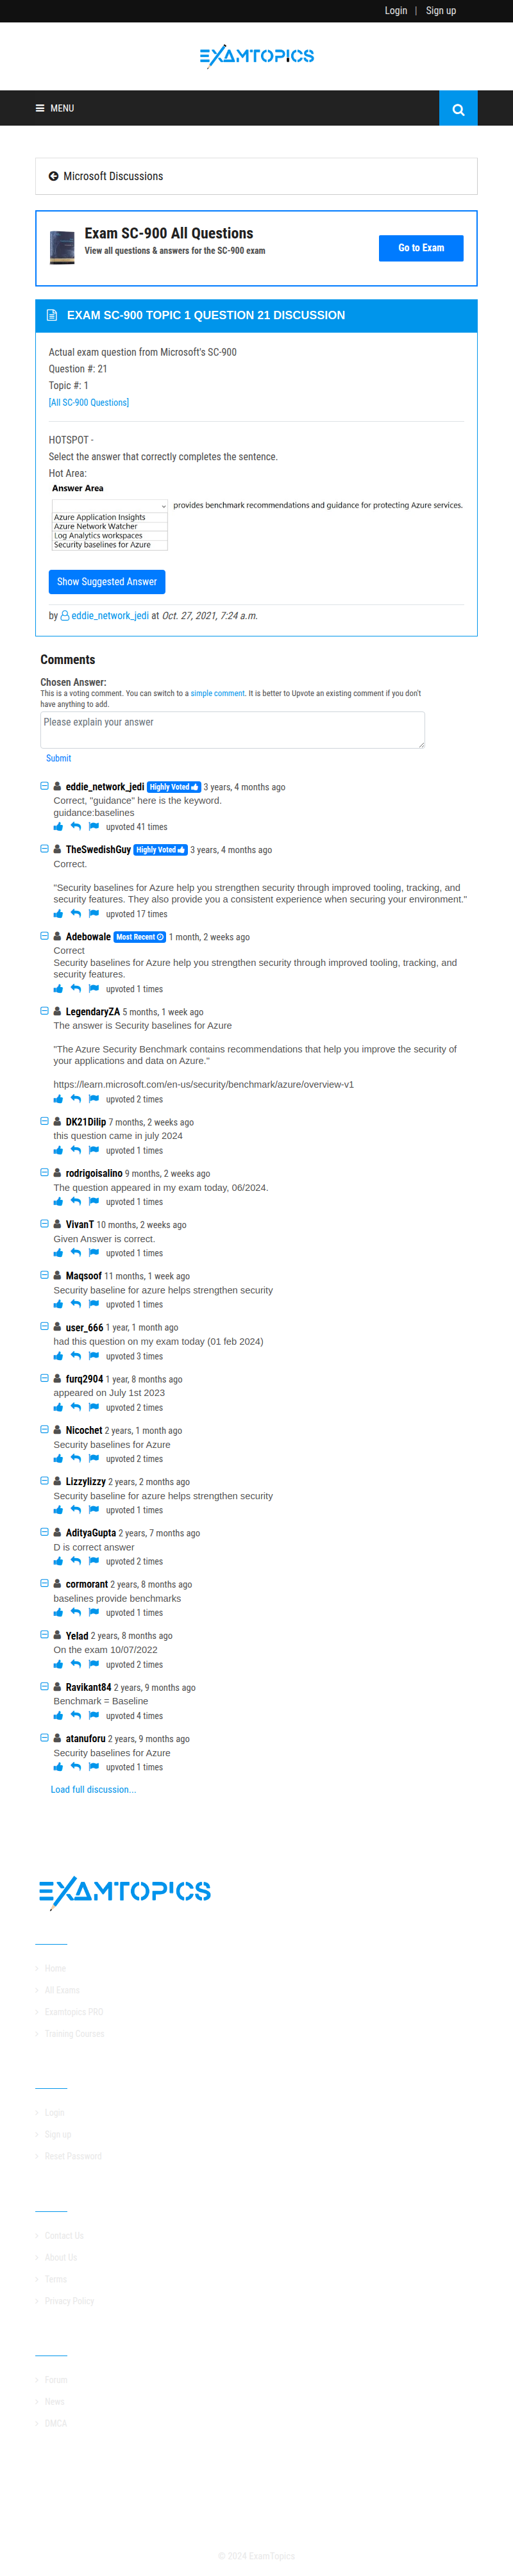 Login | Sign up
EXAMTOPICS
MENU
Microsoft Discussions
Exam SC-900 All Questions
View all questions & answers for the SC-900 exam
Go to Exam
EXAM SC-900 TOPIC 1 QUESTION 21 DISCUSSION
Actual exam question from Microsoft's SC-900
Question #: 21
Topic #: 1
[All SC-900 Questions]
HOTSPOT -
Select the answer that correctly completes the sentence.
Hot Area:
Answer Area
provides benchmark recommendations and guidance for protecting Azure services.
Azure Application Insights
Azure Network Watcher
Log Analytics workspaces
Security baselines for Azure
Show Suggested Answer
by eddie_network_jedi at Oct. 27, 2021, 7:24 a.m.
Comments
Chosen Answer:
This is a voting comment. You can switch to a simple comment. It is better to Upvote an existing comment if you don't
have anything to add.
Please explain your answer
Submit
eddie_network_jedi Highly Voted 3 years, 4 months ago
Correct, "guidance" here is the keyword.
guidance:baselines
upvoted 41 times
TheSwedishGuy Highly Voted 3 years, 4 months ago
Correct.
"Security baselines for Azure help you strengthen security through improved tooling, tracking, and
security features. They also provide you a consistent experience when securing your environment."
upvoted 17 times
Adebowale Most Recent 1 month, 2 weeks ago
Correct
Security baselines for Azure help you strengthen security through improved tooling, tracking, and
security features.
upvoted 1 times
LegendaryZA 5 months, 1 week ago
The answer is Security baselines for Azure
"The Azure Security Benchmark contains recommendations that help you improve the security of
your applications and data on Azure."
https://learn.microsoft.com/en-us/security/benchmark/azure/overview-v1
upvoted 2 times
DK21Dilip 7 months, 2 weeks ago
this question came in july 2024
upvoted 1 times
rodrigoisalino 9 months, 2 weeks ago
The question appeared in my exam today, 06/2024.
upvoted 1 times
VivanT 10 months, 2 weeks ago
Given Answer is correct.
upvoted 1 times
Maqsoof 11 months, 1 week ago
Security baseline for azure helps strengthen security
upvoted 1 times
user_666 1 year, 1 month ago
had this question on my exam today (01 feb 2024)
upvoted 3 times
furq2904 1 year, 8 months ago
appeared on July 1st 2023
upvoted 2 times
Nicochet 2 years, 1 month ago
Security baselines for Azure
upvoted 2 times
Lizzylizzy 2 years, 2 months ago
Security baseline for azure helps strengthen security
upvoted 1 times
AdityaGupta 2 years, 7 months ago
D is correct answer
upvoted 2 times
cormorant 2 years, 8 months ago
baselines provide benchmarks
upvoted 1 times
Yelad 2 years, 8 months ago
On the exam 10/07/2022
upvoted 2 times
Ravikant84 2 years, 9 months ago
Benchmark = Baseline
upvoted 4 times
atanuforu 2 years, 9 months ago
Security baselines for Azure
upvoted 1 times
Load full discussion...
EXAMTOPICS
Home
All Exams
Examtopics PRO
Training Courses
Login
Sign up
Reset Password
Contact Us
About Us
Terms
Privacy Policy
Forum
News
DMCA
© 2024 ExamTopics